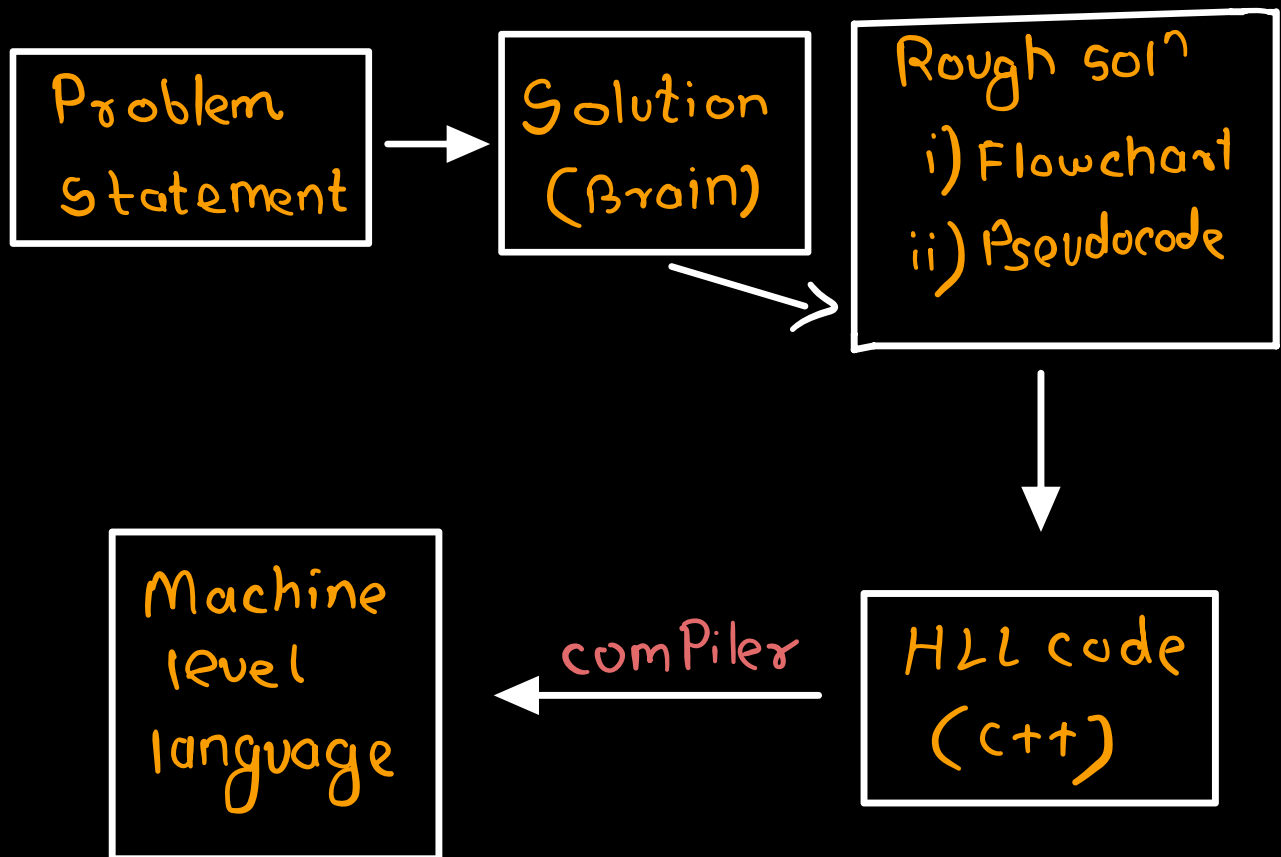 Problem
Statement
Solution
(Brain)
Rough solⁿ
i) Flowchart
ii) Pseudocode
HLL code
(C++)
comPiler
Machine
level
language